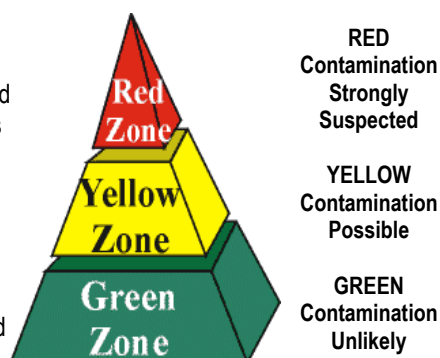 Red
Zone
Yellow
Zone
Green
Zone
RED
Contamination
Strongly
Suspected
YELLOW
Contamination
Possible
GREEN
Contamination
Unlikely